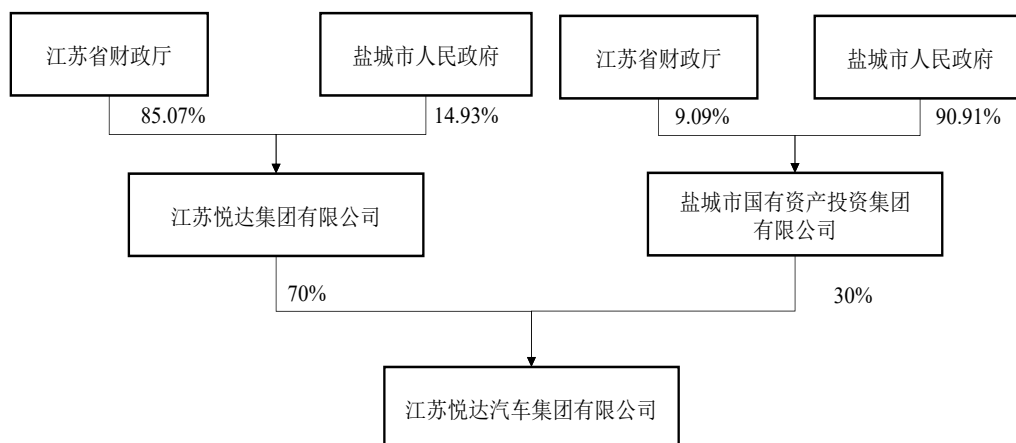 江苏省财政厅
盐城市人民政府
江苏省财政厅
盐城市人民政府
85.07%
14.93%
9.09%
90.91%
江苏悦达集团有限公司
盐城市国有资产投资集团
有限公司
70%
30%
江苏悦达汽车集团有限公司